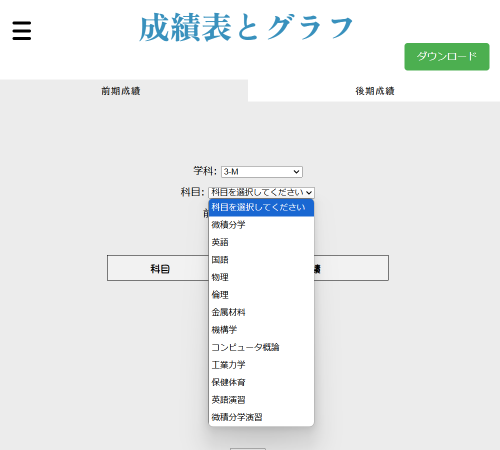 成績表とグラフ
ダウンロード
前期成績
後期成績
学科: 3-M
科目: 科目を選択してください
科目を選択してください
微積分学
英語
国語
物理
倫理
金属材料
機構学
コンピュータ概論
工業力学
保健体育
英語演習
微積分学演習
科目